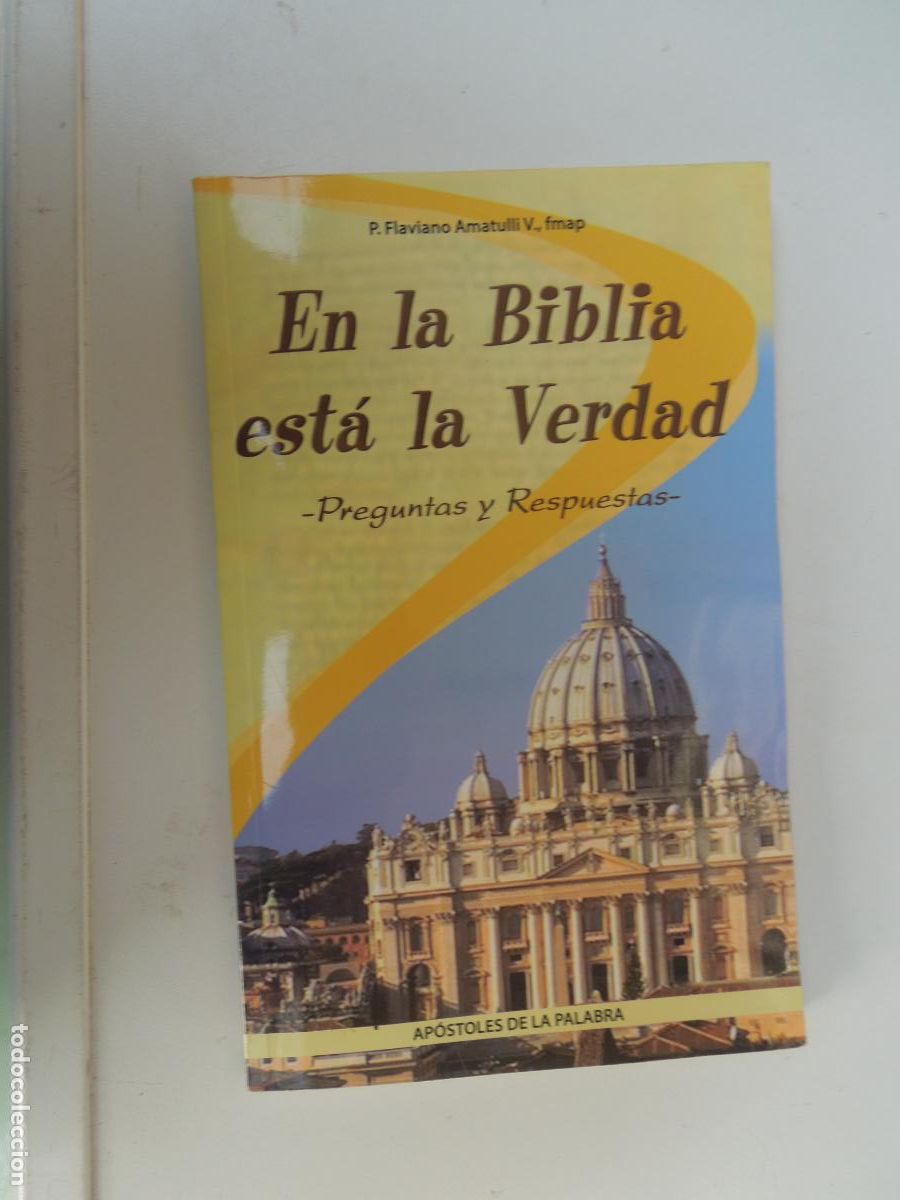 P. Flaviano Amatulli V., fmap
En la Biblia
está la Verdad
-Preguntas y Respuestas-
APÓSTOLES DE LA PALABRA
todocoleccion